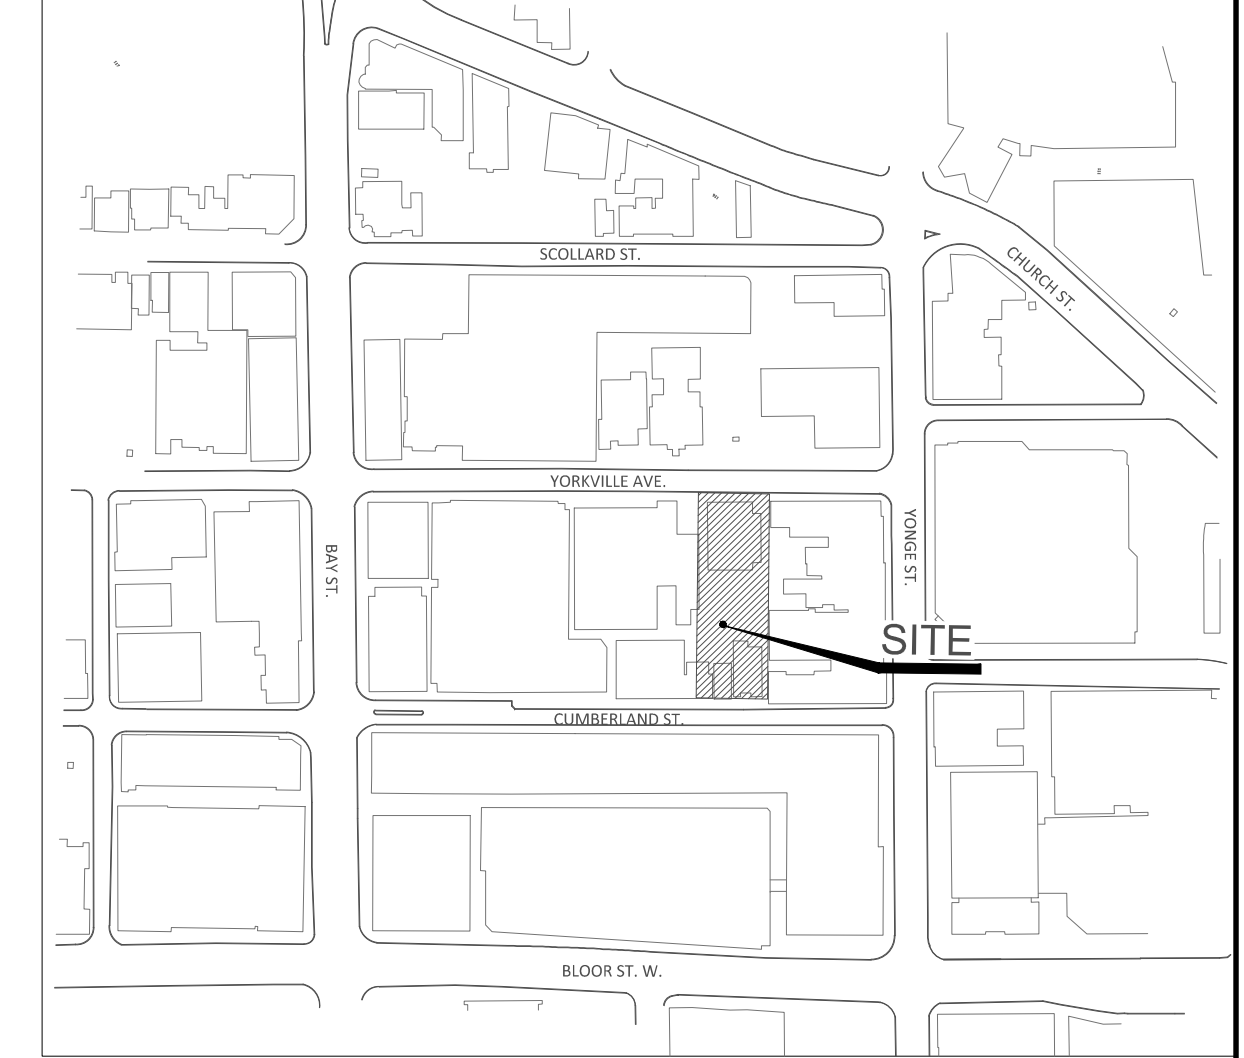 SCOLLARD ST.
CHURCH ST.
YORKVILLE AVE.
BAY ST.
YONGE ST.
SITE
CUMBERLAND ST.
BLOOR ST. W.